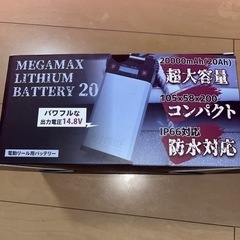 MEGAMAX
LITHIUM
BATTERY 20
パワフルな
出力電圧14.8V
電動リール用バッテリー
20000mAh(20Ah)
超大容量
105x58x200
コンパクト
IP66対応
防水対応